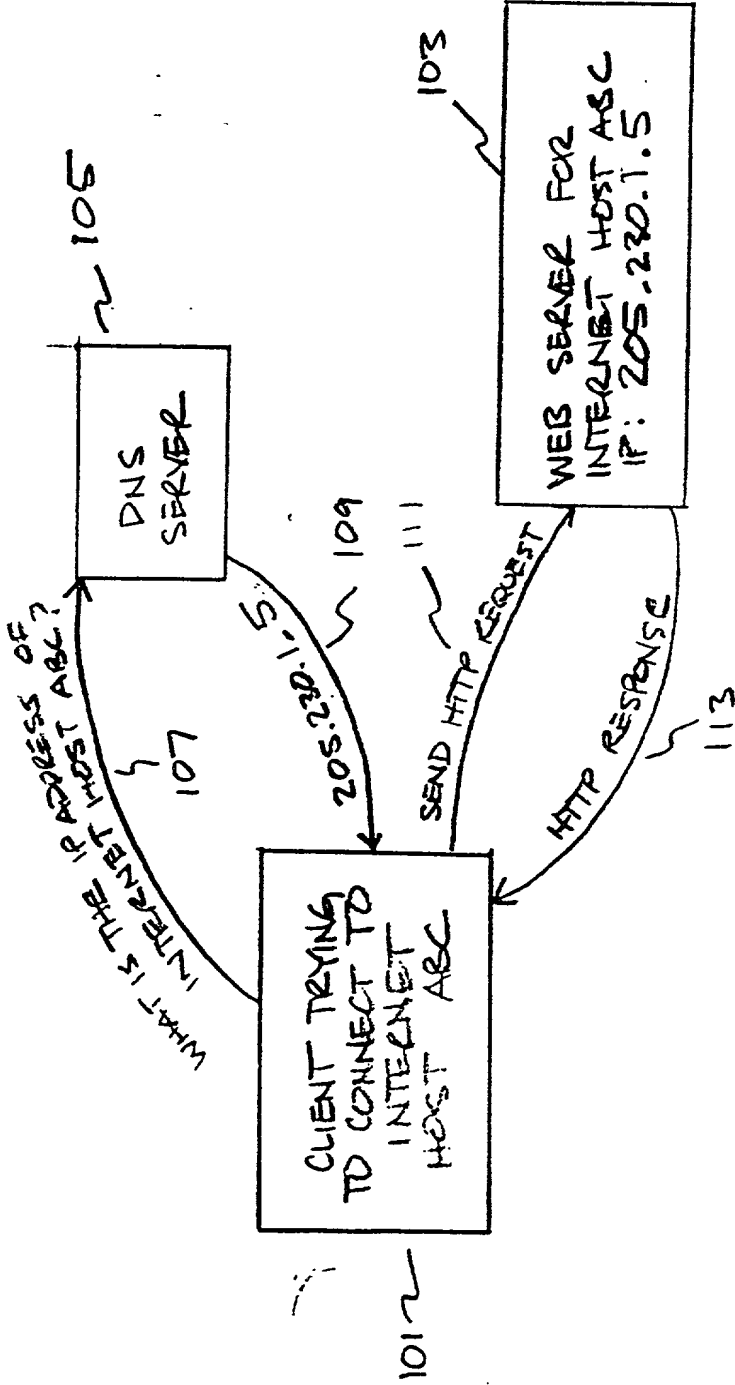 105
DNS
SERVER
WHAT IS THE IP ADDRESS OF
INTERNET HOST ABC?
107
205.230.1.5
109
103
WEB SERVER FOR
INTERNET HOST ABC
IP: 205.230.1.5
111
SEND HTTP REQUEST
HTTP RESPONSE
113
CLIENT TRYING
TO CONNECT TO
INTERNET
HOST ABC
101